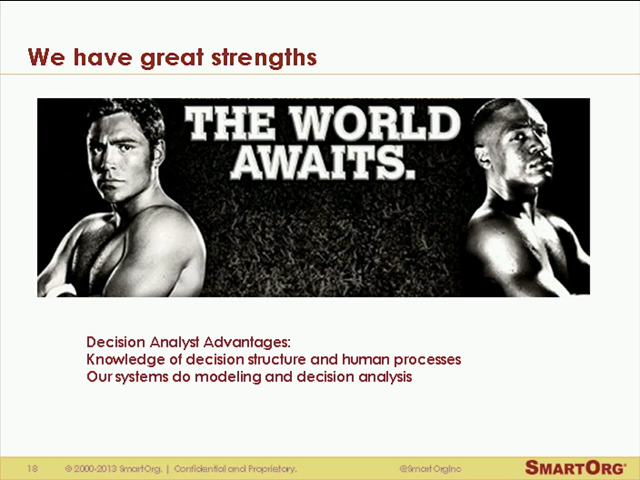 We have great strengths
THE WORLD
AWAITS.
Decision Analyst Advantages:
Knowledge of decision structure and human processes
Our systems do modeling and decision analysis
18 © 2000-2013 SmartOrg. | Confidential and Proprietary. @SmartOrgInc SMARTORG®